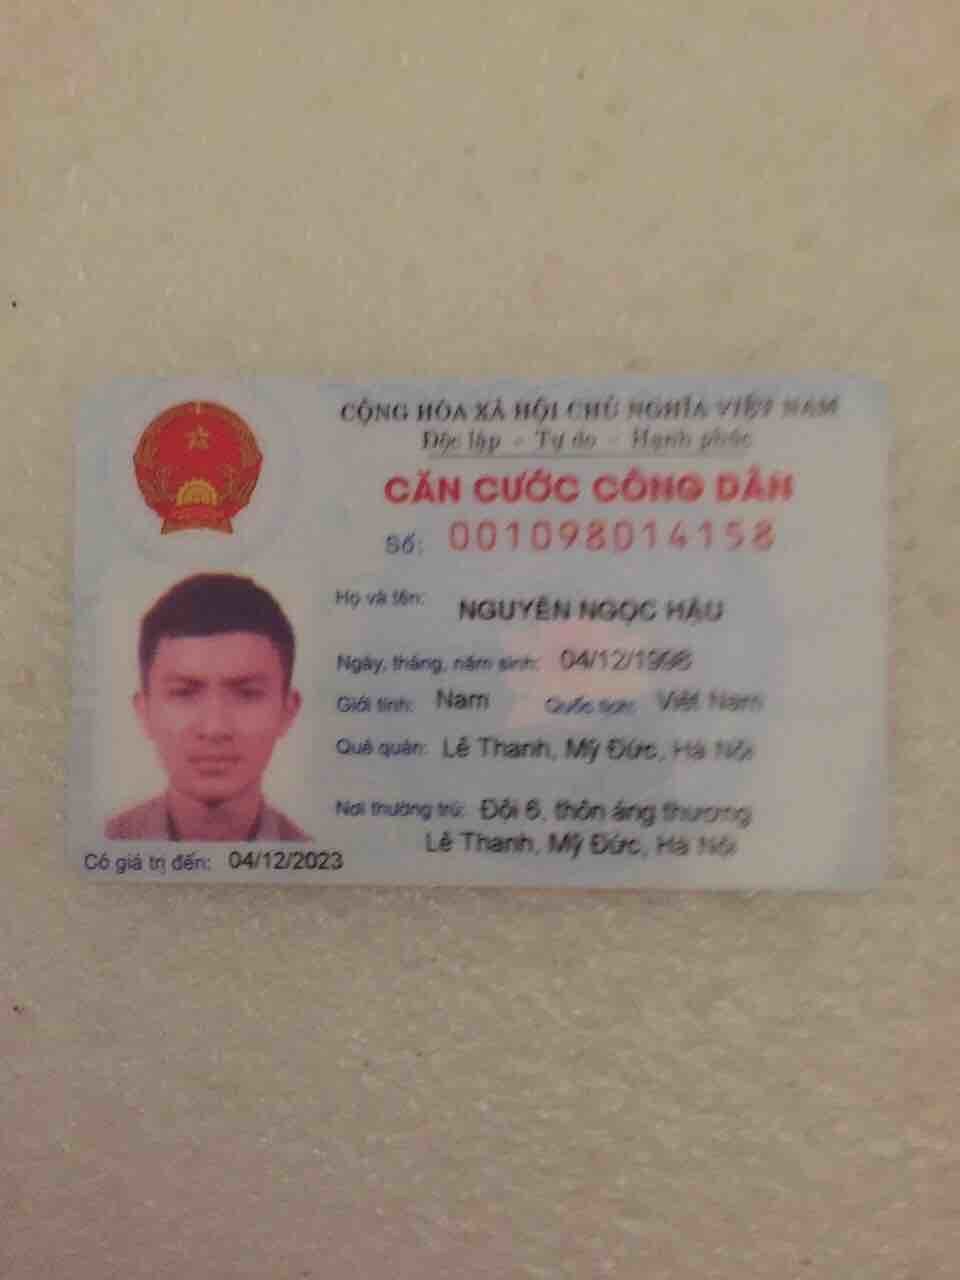 CỘNG HÒA XÃ HỘI CHỦ NGHĨA VIỆT NAM
Độc lập - Tự do - Hạnh phúc
CĂN CƯỚC CÔNG DÂN
Số: 001098014158
Họ và tên: NGUYỄN NGỌC HẬU
Ngày, tháng, năm sinh: 04/12/1998
Giới tính: Nam Quốc tịch: Việt Nam
Quê quán: Lê Thanh, Mỹ Đức, Hà Nội
Nơi thường trú: Đội 6, thôn áng thượng
Lê Thanh, Mỹ Đức, Hà Nội
Có giá trị đến: 04/12/2023